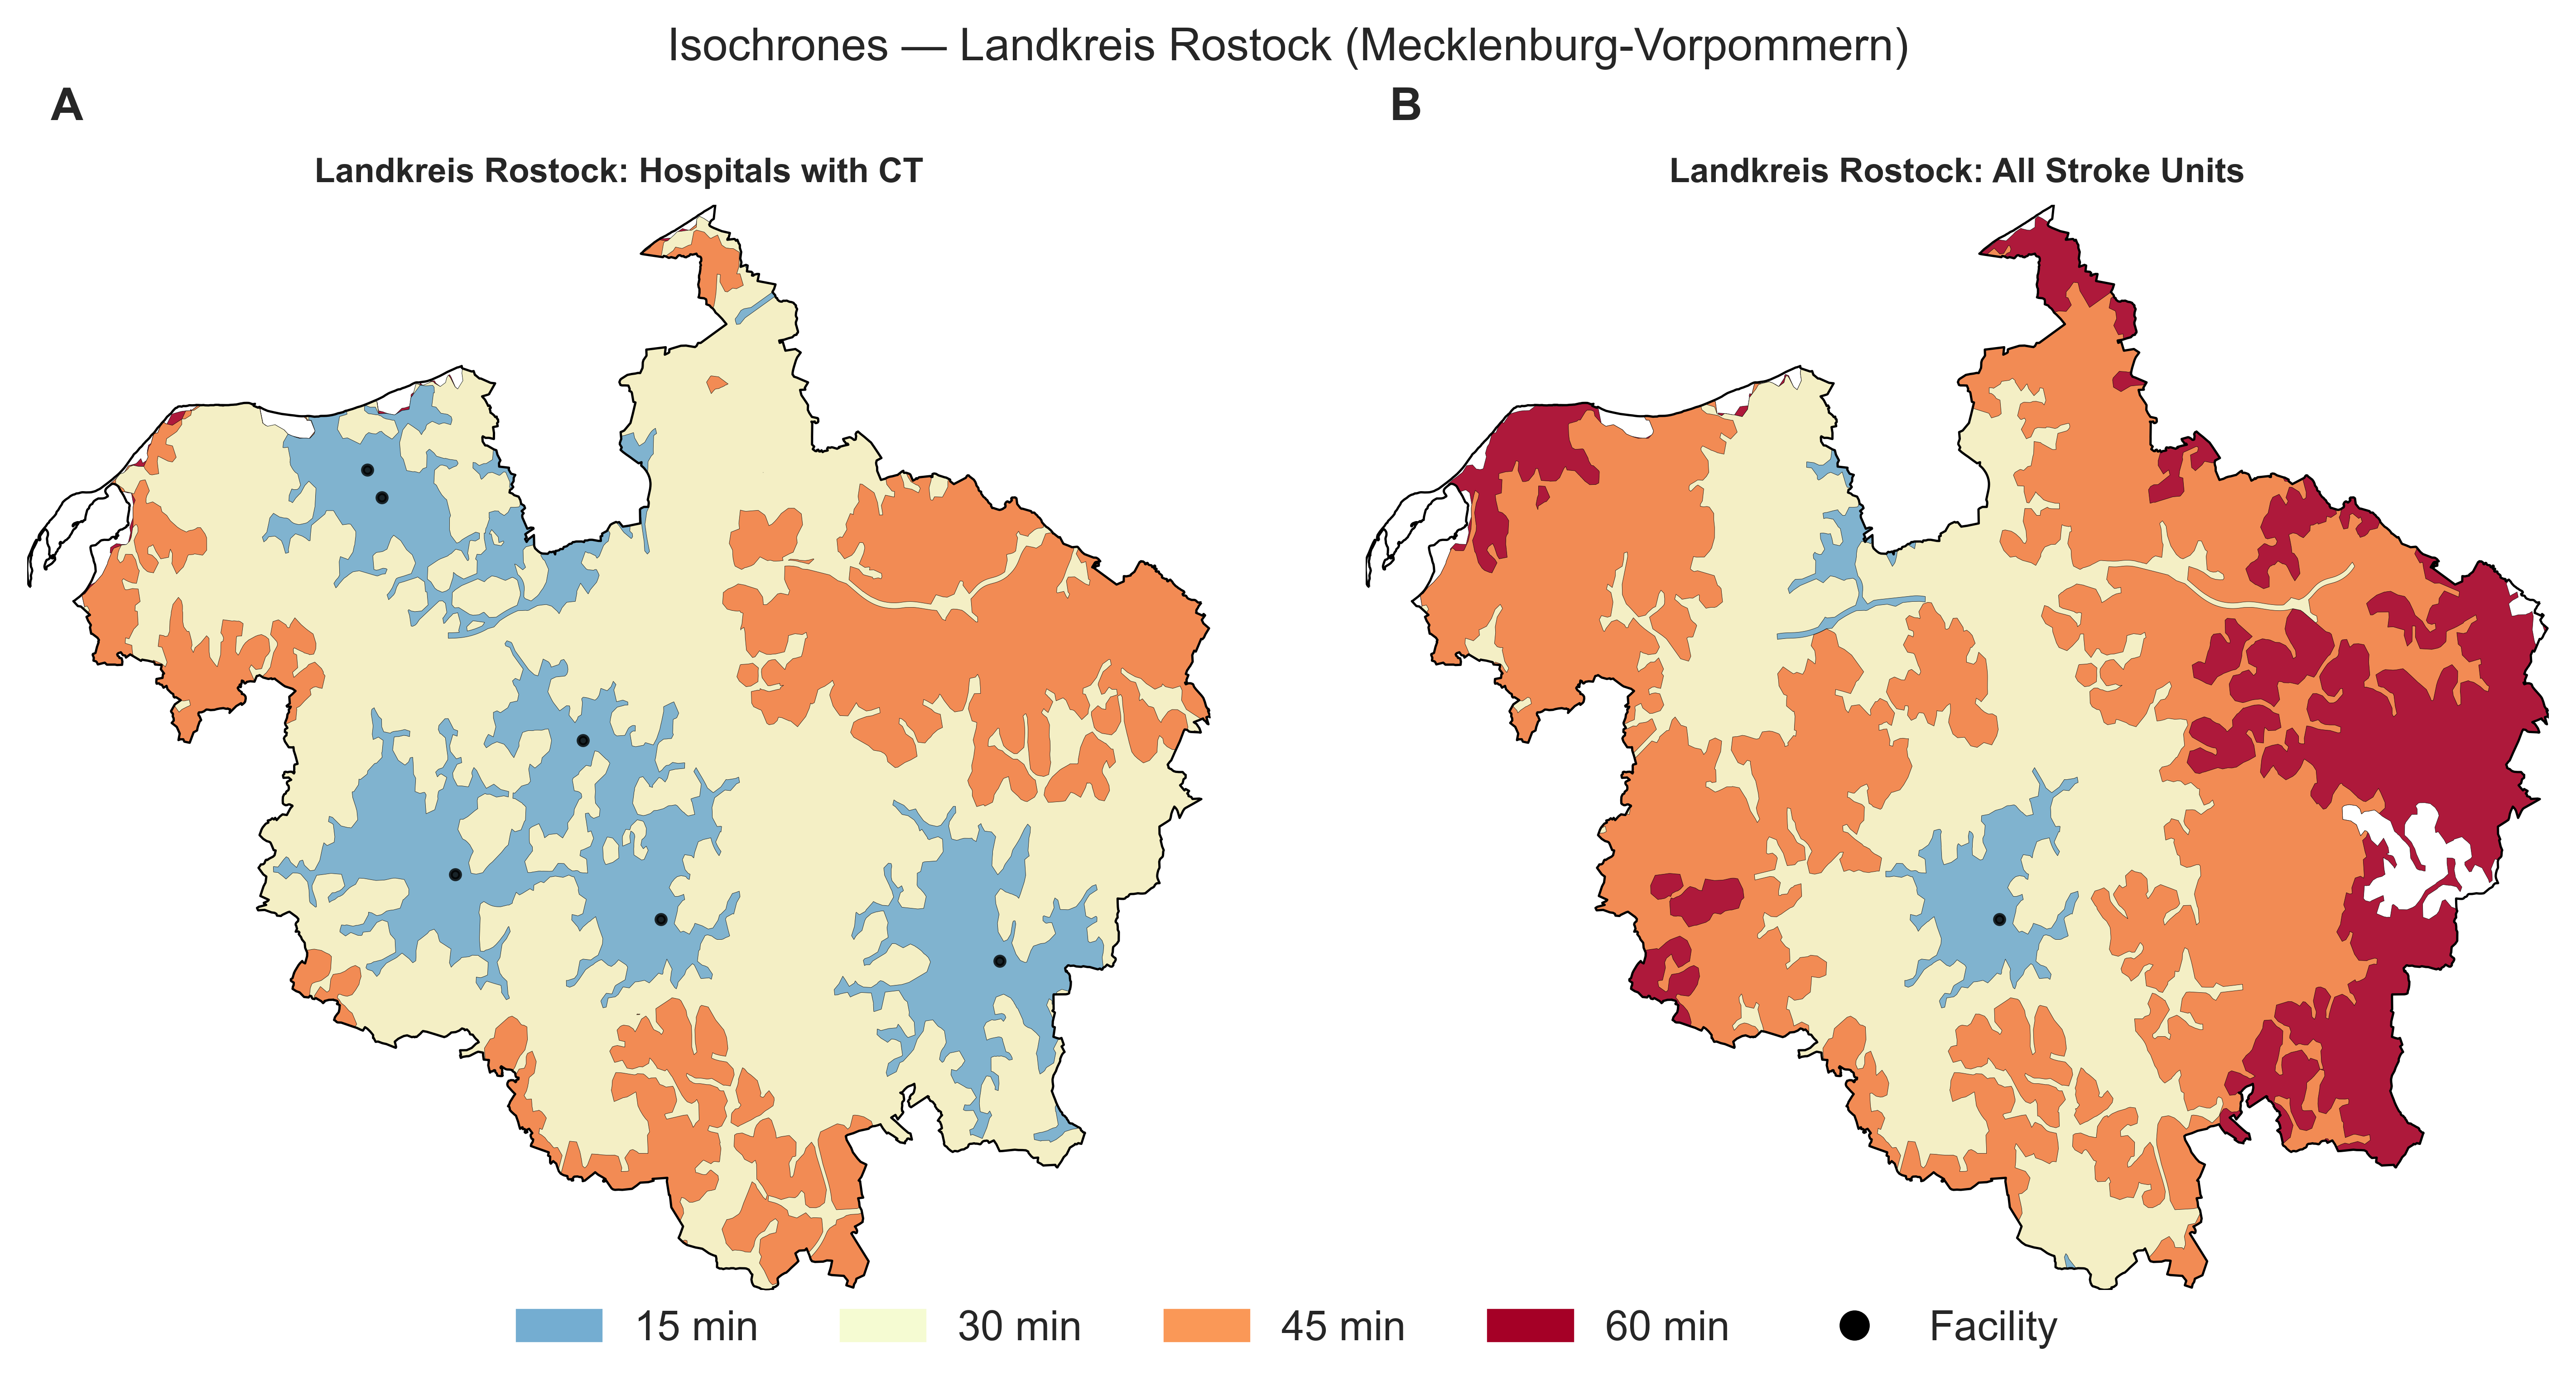 Isochrones — Landkreis Rostock (Mecklenburg-Vorpommern)
A
B
Landkreis Rostock: Hospitals with CT
Landkreis Rostock: All Stroke Units
15 min
30 min
45 min
60 min
Facility